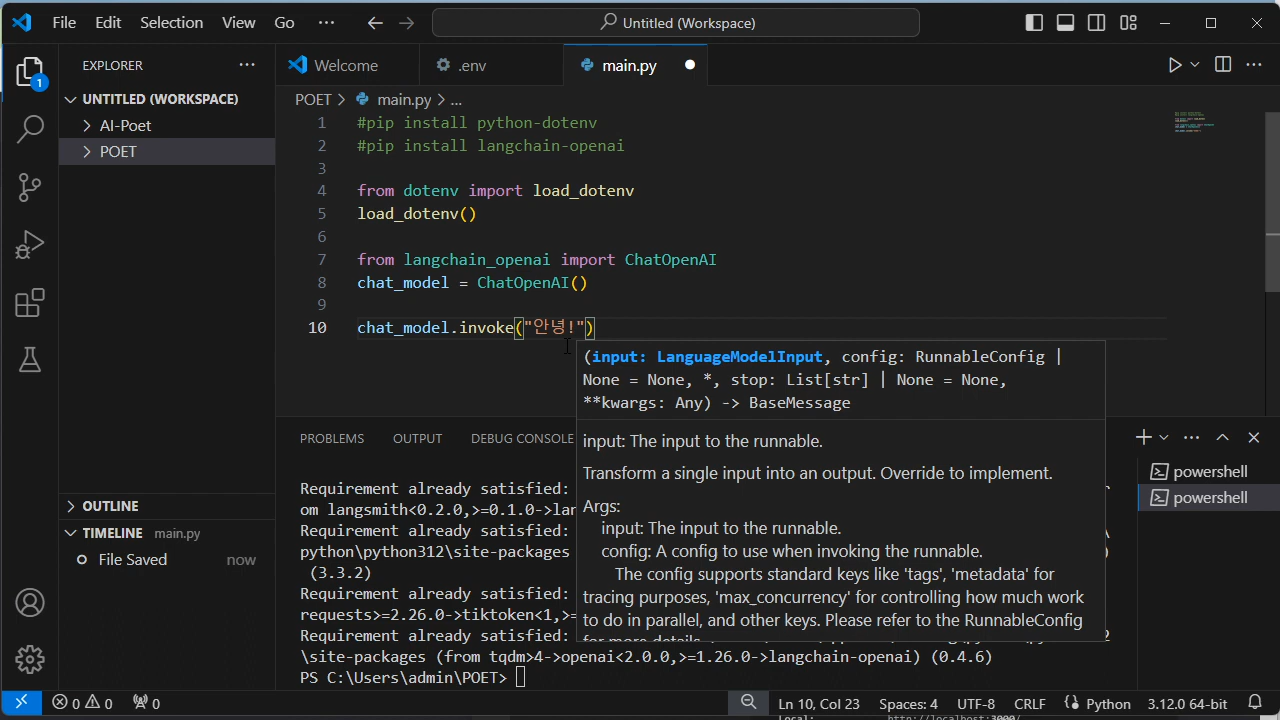 File Edit Selection View Go ··· Untitled (Workspace)
EXPLORER ···
1
UNTITLED (WORKSPACE)
AI-Poet
POET
OUTLINE
TIMELINE main.py
File Saved now
Welcome .env main.py
POET > main.py > ...
1 #pip install python-dotenv
2 #pip install langchain-openai
3
4 from dotenv import load_dotenv
5 load_dotenv()
6
7 from langchain_openai import ChatOpenAI
8 chat_model = ChatOpenAI()
9
10 chat_model.invoke("안녕!")
(input: LanguageModelInput, config: RunnableConfig |
None = None, *, stop: List[str] | None = None,
**kwargs: Any) -> BaseMessage
input: The input to the runnable.
Transform a single input into an output. Override to implement.
Args:
input: The input to the runnable.
config: A config to use when invoking the runnable.
The config supports standard keys like 'tags', 'metadata' for
tracing purposes, 'max_concurrency' for controlling how much work
to do in parallel, and other keys. Please refer to the RunnableConfig
PROBLEMS OUTPUT DEBUG CONSOLE
powershell
powershell
Requirement already satisfied:
om langsmith<0.2.0,>=0.1.0->lan
Requirement already satisfied:
python\python312\site-packages
(3.3.2)
Requirement already satisfied:
requests>=2.26.0->tiktoken<1,>=
Requirement already satisfied:
\site-packages (from tqdm>4->openai<2.0.0,>=1.26.0->langchain-openai) (0.4.6)
PS C:\Users\admin\POET>
0 0 0 Ln 10, Col 23 Spaces: 4 UTF-8 CRLF Python 3.12.0 64-bit